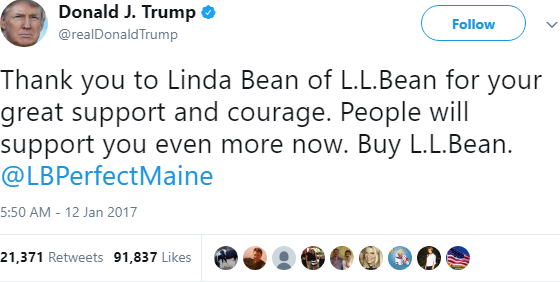 Donald J. Trump
Follow
@realDonaldTrump
Thank you to Linda Bean of L.L.Bean for your
great support and courage. People will
support you even more now. Buy L.L.Bean.
@LBPerfectMaine
5:50 AM - 12 Jan 2017
21,371 Retweets 91,837 Likes